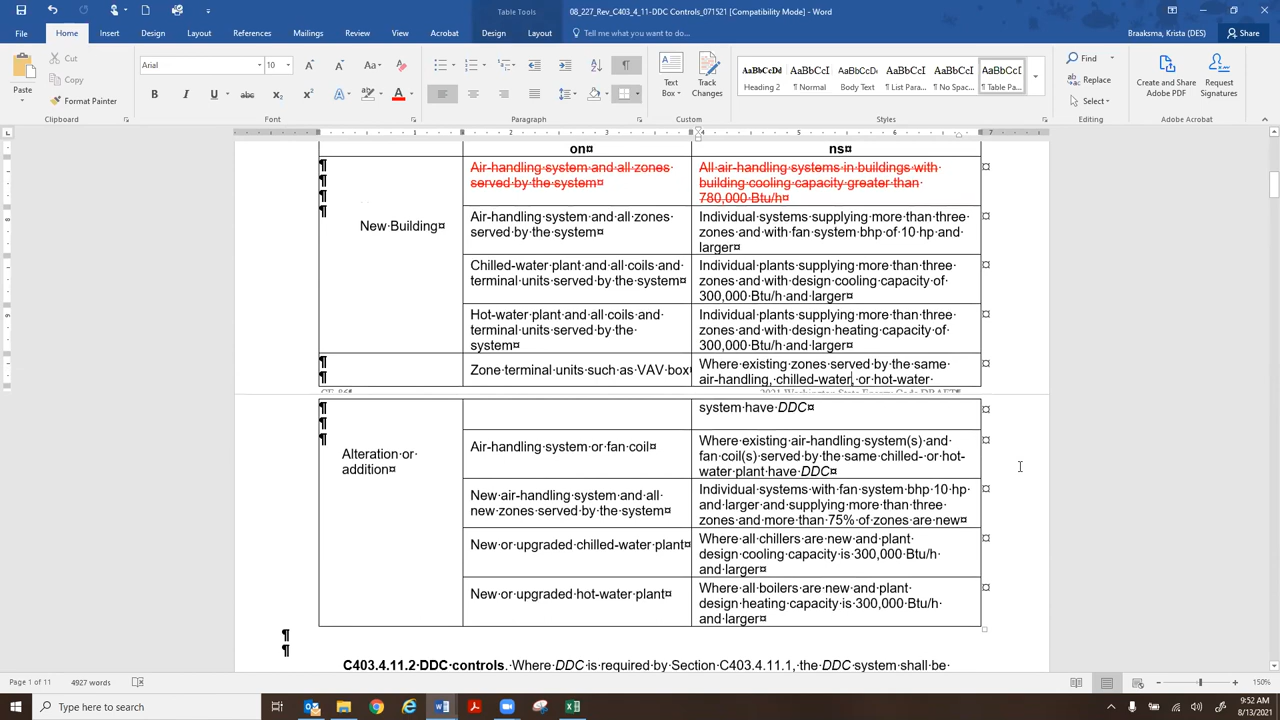 Table Tools
08_227_Rev_C403_4_11-DDC Controls_071521 [Compatibility Mode] - Word
Braaksma, Krista (DES)
File Home Insert Draw Design Layout References Mailings Review View Acrobat Design Layout Tell me what you want to do... Share
Cut
Copy
Format Painter
Paste
Clipboard
Arial 10
Font
Paragraph
Text Box
Track Changes
AaBbCcDd Heading 2
AaBbCcI ¶ Normal
AaBbCcI Body Text
AaBbCcI ¶ List Para...
AaBbCcI ¶ No Spac...
AaBbCcI ¶ Table Pa...
Styles
Find
Replace
Select
Editing
Create and Share Adobe PDF
Request Signatures
Adobe Acrobat
on¤ ns¤
¶
¶
¶
¶
New·Building¤
Air-handling·system·and·all·zones·
served·by·the·system¤
All·air-handling·systems·in·buildings·with·
building·cooling·capacity·greater·than·
780,000·Btu/h¤
Air-handling·system·and·all·zones·
served·by·the·system¤
Individual·systems·supplying·more·than·three·
zones·and·with·fan·system·bhp·of·10·hp·and·
larger¤
Chilled-water·plant·and·all·coils·and·
terminal·units·served·by·the·system¤
Individual·plants·supplying·more·than·three·
zones·and·with·design·cooling·capacity·of·
300,000·Btu/h·and·larger¤
Hot-water·plant·and·all·coils·and·
terminal·units·served·by·the·
system¤
Individual·plants·supplying·more·than·three·
zones·and·with·design·heating·capacity·of·
300,000·Btu/h·and·larger¤
¶
¶
Zone·terminal·units·such·as·VAV·box
Where·existing·zones·served·by·the·same·
air-handling,·chilled-water,·or·hot-water·
2021·Washington·State·Energy·Code·DRAFT¶
¶
¶
¶
Alteration·or·
addition¤
system·have·DDC¤
Air-handling·system·or·fan·coil¤
Where·existing·air-handling·system(s)·and·
fan·coil(s)·served·by·the·same·chilled-·or·hot-
water·plant·have·DDC¤
New·air-handling·system·and·all·
new·zones·served·by·the·system¤
Individual·systems·with·fan·system·bhp·10·hp·
and·larger·and·supplying·more·than·three·
zones·and·more·than·75%·of·zones·are·new¤
New·or·upgraded·chilled-water·plant¤
Where·all·chillers·are·new·and·plant·
design·cooling·capacity·is·300,000·Btu/h·
and·larger¤
New·or·upgraded·hot-water·plant¤
Where·all·boilers·are·new·and·plant·
design·heating·capacity·is·300,000·Btu/h·
and·larger¤
¶
¶
C403.4.11.2·DDC·controls.·Where·DDC·is·required·by·Section·C403.4.11.1,·the·DDC·system·shall·be·
Page 1 of 11 4927 words 150%
Type here to search
9:52 AM
8/13/2021